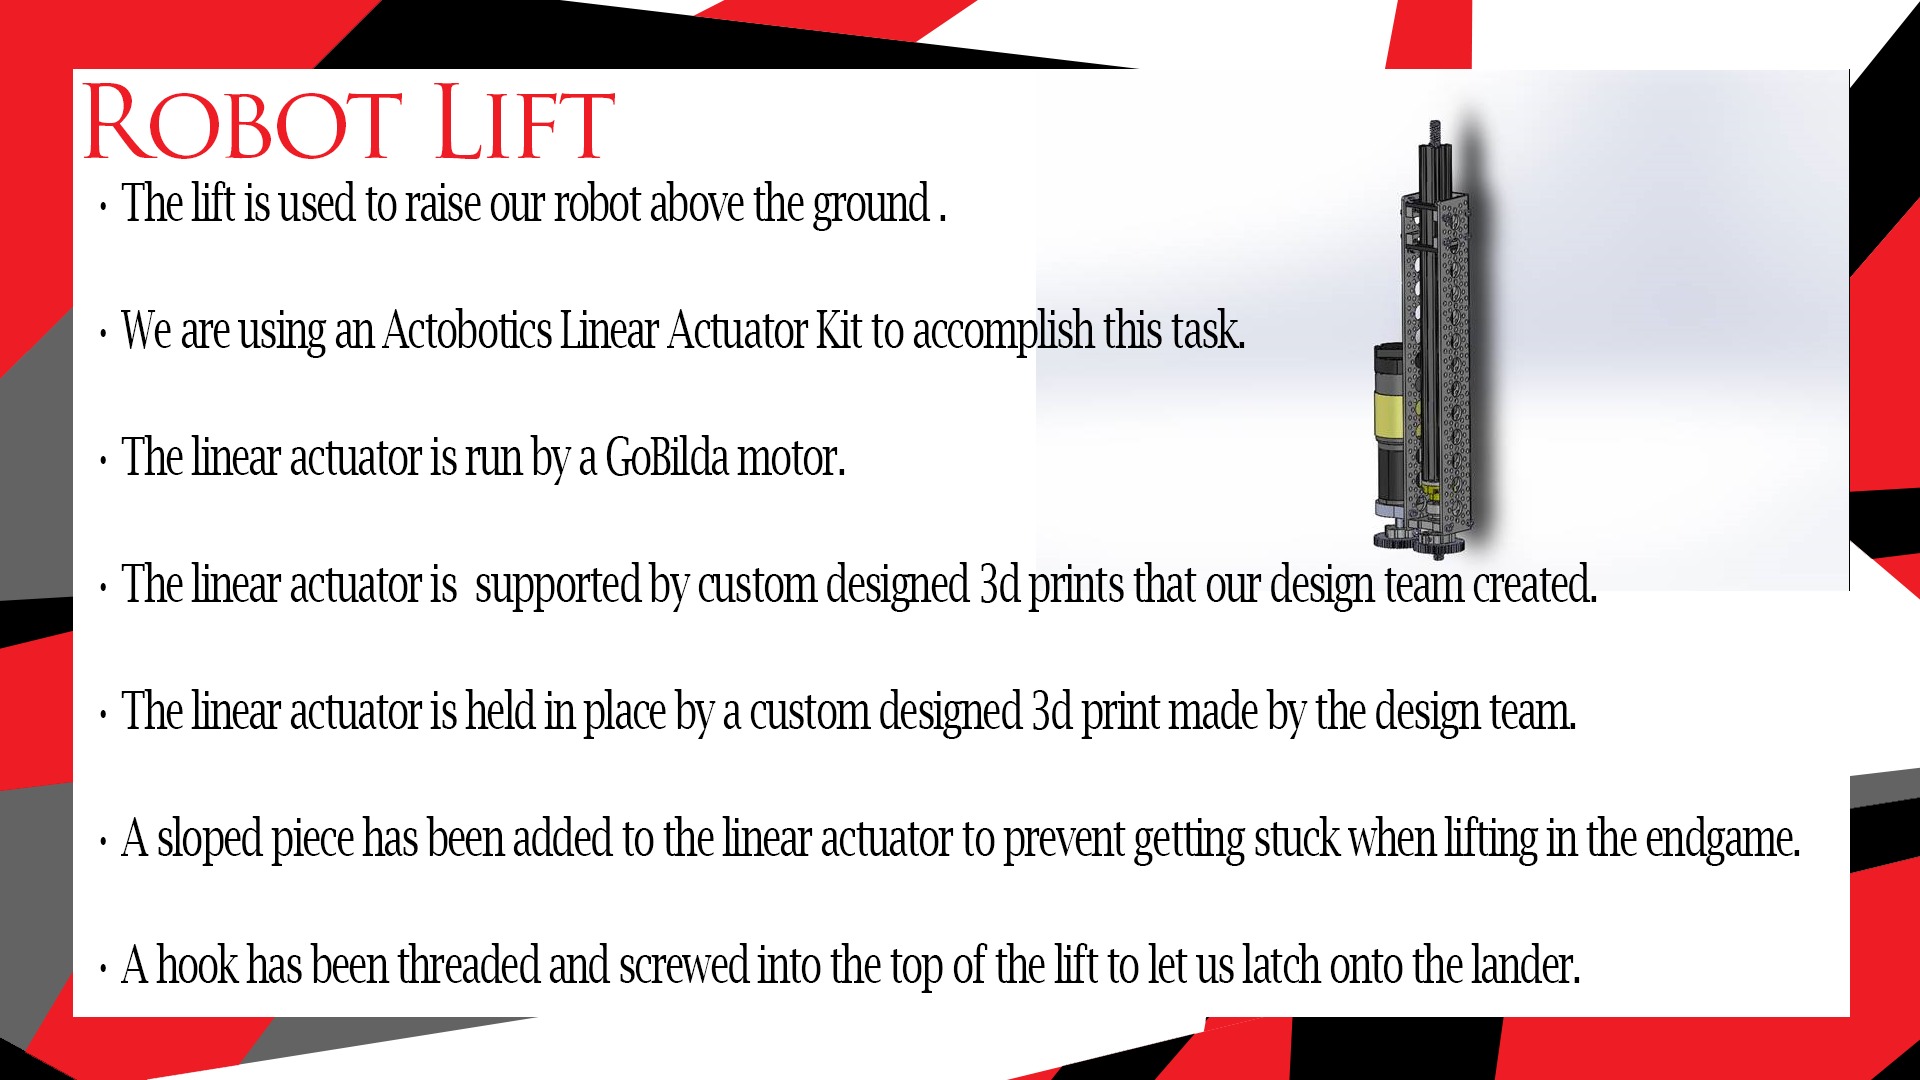 Robot Lift
• The lift is used to raise our robot above the ground .
• We are using an Actobotics Linear Actuator Kit to accomplish this task.
• The linear actuator is run by a GoBilda motor.
• The linear actuator is  supported by custom designed 3d prints that our design team created.
• The linear actuator is held in place by a custom designed 3d print made by the design team.
• A sloped piece has been added to the linear actuator to prevent getting stuck when lifting in the endgame.
• A hook has been threaded and screwed into the top of the lift to let us latch onto the lander.